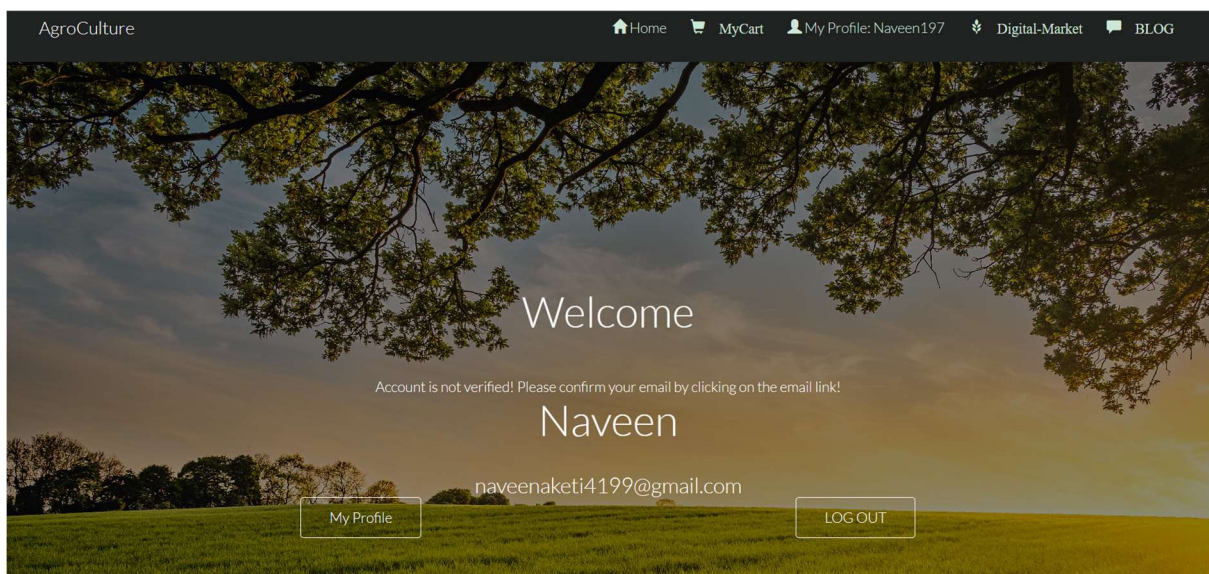 AgroCulture Home MyCart My Profile: Naveen197 Digital-Market BLOG
Welcome
Account is not verified! Please confirm your email by clicking on the email link!
Naveen
naveenaketi4199@gmail.com
My Profile LOG OUT